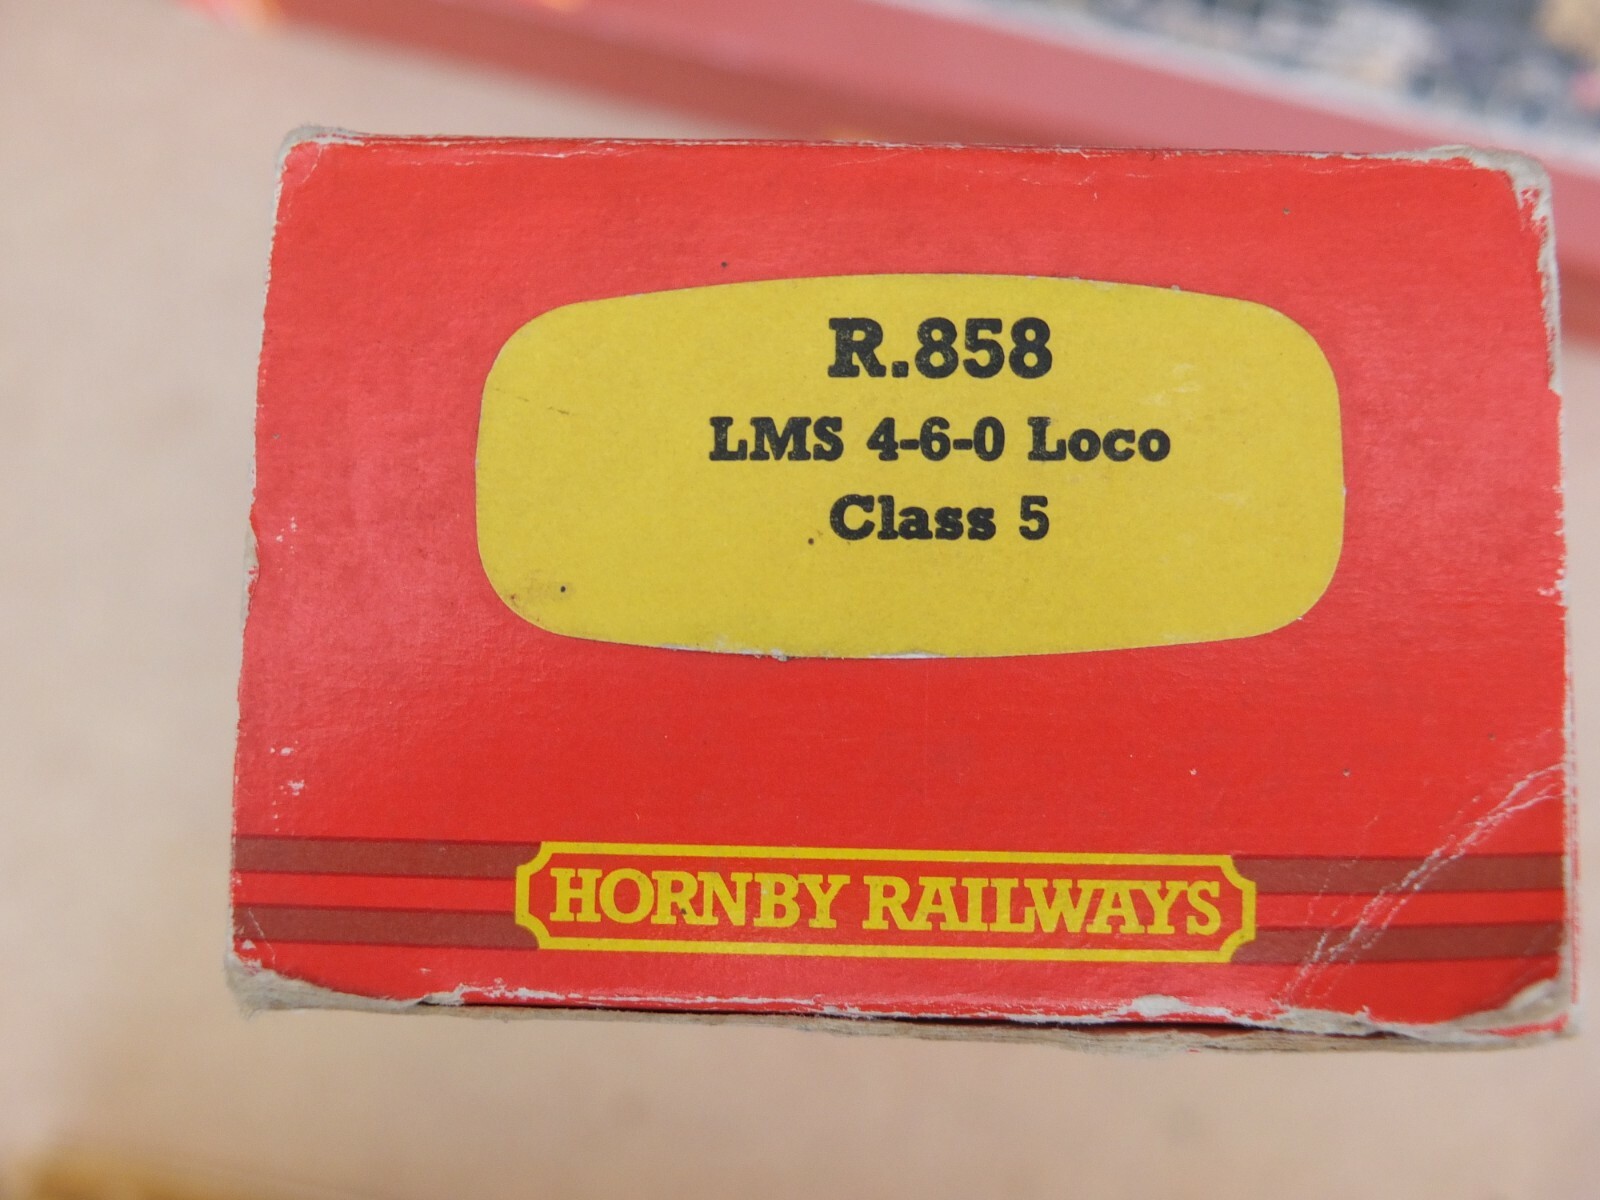 R.858
LMS 4-6-0 Loco
Class 5
HORNBY RAILWAYS